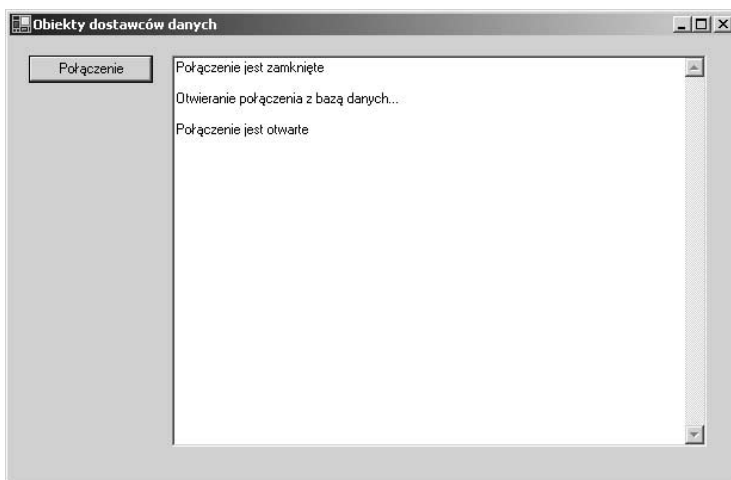 Obiekty dostawców danych
Połączenie
Połączenie jest zamknięte
Otwieranie połączenia z bazą danych...
Połączenie jest otwarte